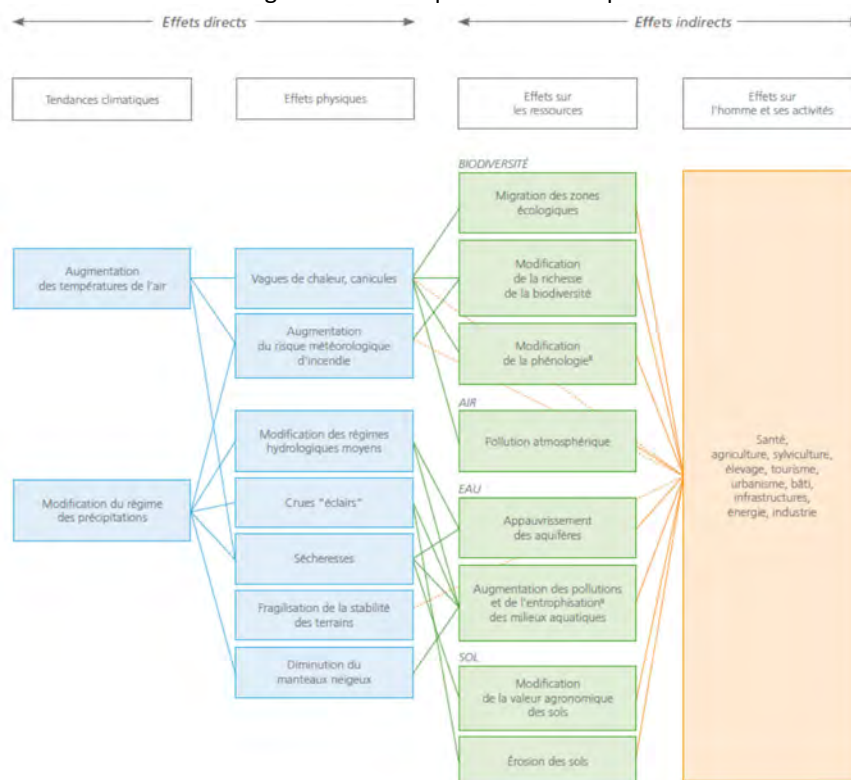 Effets directs
Effets indirects
Tendances climatiques
Effets physiques
Effets sur
les ressources
Effets sur
l'homme et ses activités
BIODIVERSITÉ
Migration des zones
écologiques
Augmentation
des températures de l'air
Vagues de chaleur, canicules
Modification
de la richesse
de la biodiversité
Augmentation
du risque météorologique
d'incendie
Modification
de la phénologie⁸
AIR
Pollution atmosphérique
Modification des régimes
hydrologiques moyens
Modification du régime
des précipitations
Crues "éclairs"
EAU
Appauvrissement
des aquifères
Sécheresses
Augmentation des pollutions
et de l'entrophisation⁹
des milieux aquatiques
Fragilisation de la stabilité
des terrains
Diminution du
manteaux neigeux
SOL
Modification
de la valeur agronomique
des sols
Érosion des sols
Santé,
agriculture, sylviculture,
élevage, tourisme,
urbanisme, bâti,
infrastructures,
énergie, industrie